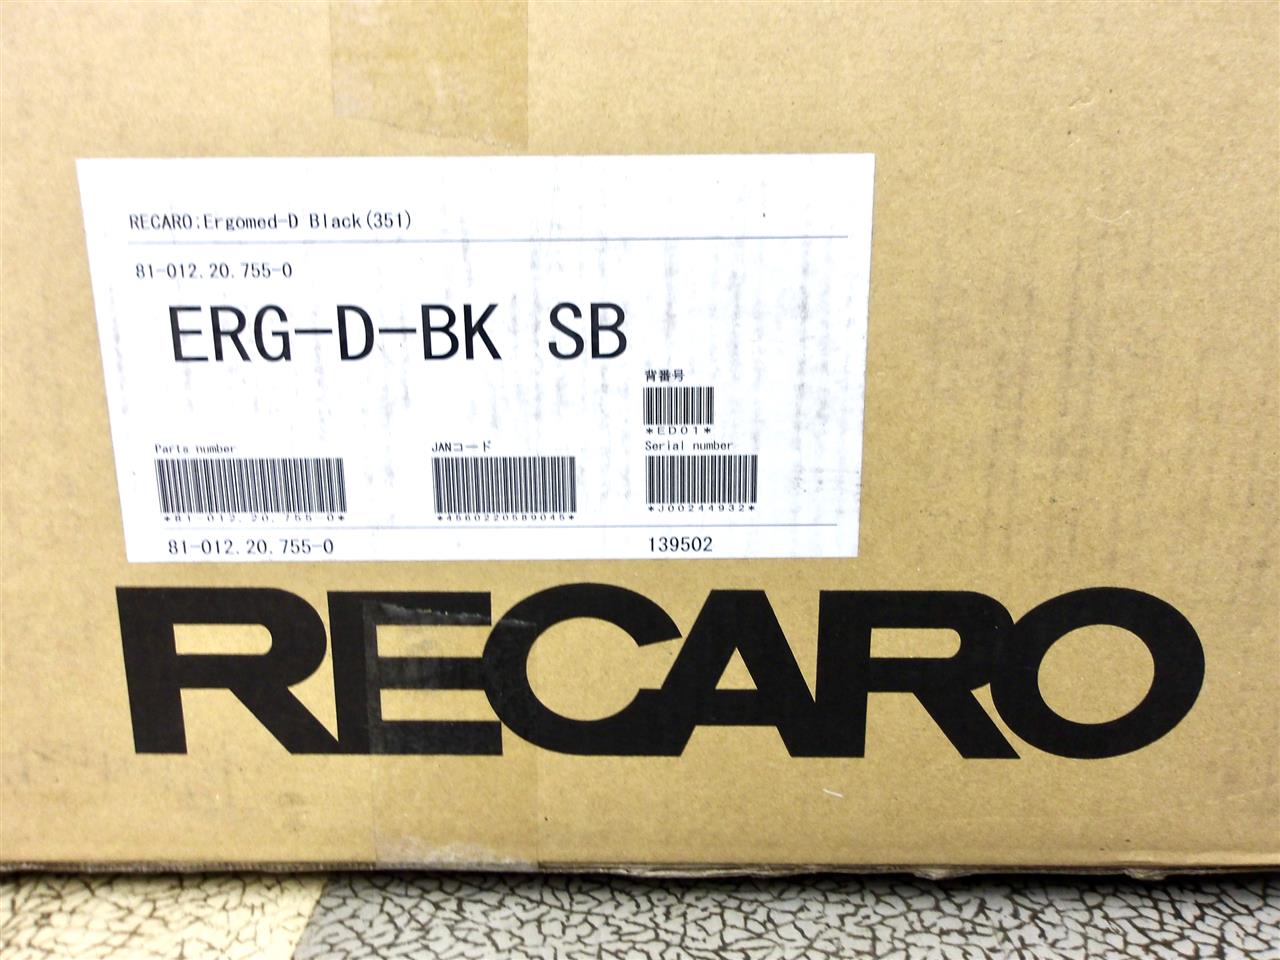 RECARO:Ergomed-D Black(351)
81-012.20.755-0
ERG-D-BK SB
背番号
*ED01*
Parts number
JANコード
Serial number
*81-012.20.755-0*
*4560220589045*
*J00244932*
81-012.20.755-0
139502
RECARO